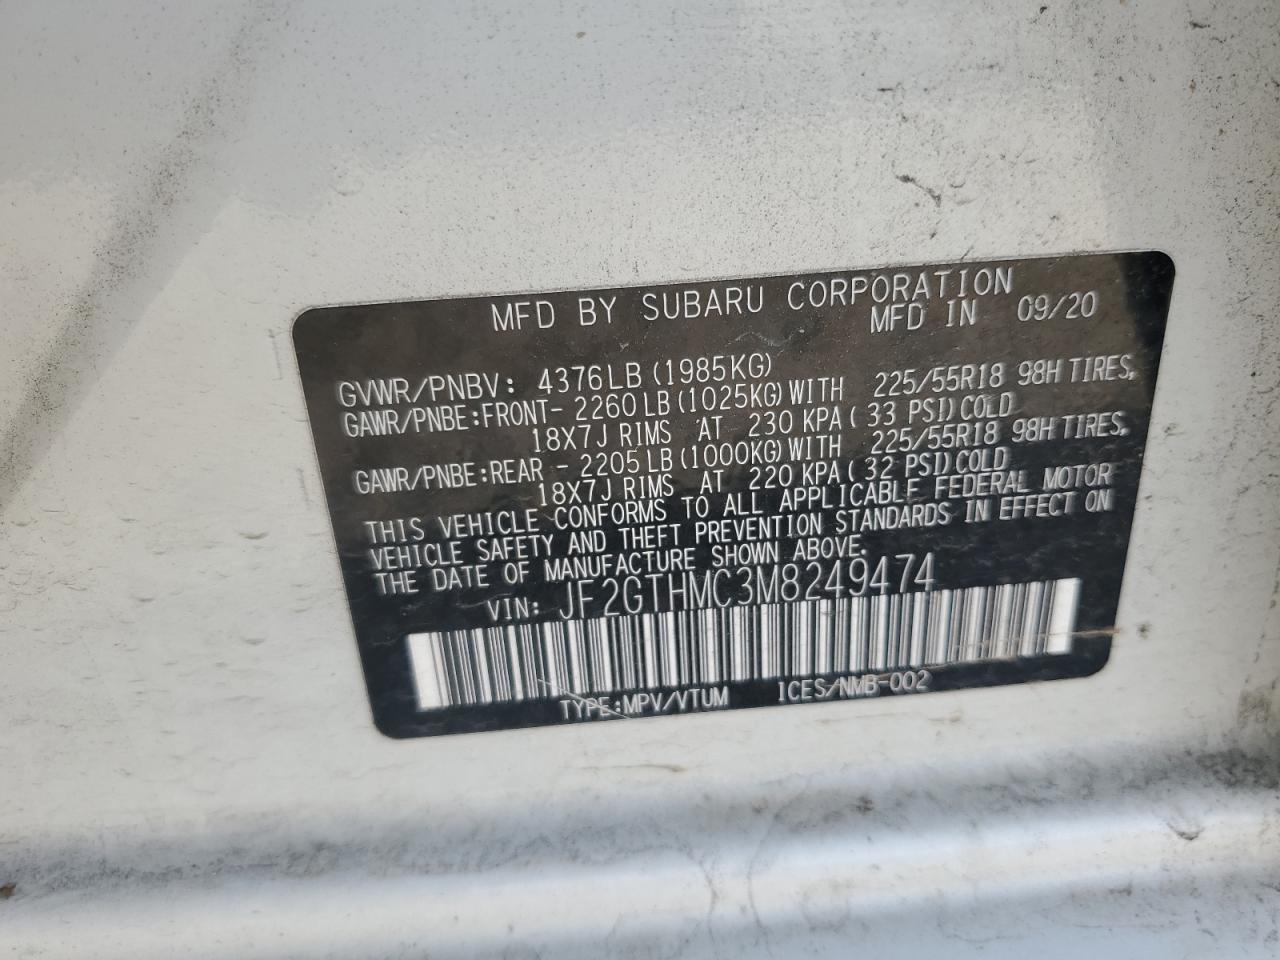 MFD BY SUBARU CORPORATION
MFD IN 09/20
GVWR/PNBV: 4376LB (1985KG)
GAWR/PNBE:FRONT- 2260LB (1025KG) WITH 225/55R18 98H TIRES,
18X7J RIMS AT 230 KPA ( 33 PSI) COLD
GAWR/PNBE:REAR - 2205LB (1000KG) WITH 225/55R18 98H TIRES,
18X7J RIMS AT 220 KPA ( 32 PSI) COLD
THIS VEHICLE CONFORMS TO ALL APPLICABLE FEDERAL MOTOR
VEHICLE SAFETY AND THEFT PREVENTION STANDARDS IN EFFECT ON
THE DATE OF MANUFACTURE SHOWN ABOVE.
VIN: JF2GTHMC3M8249474
TYPE:MPV/VTUM ICES/NMB-002